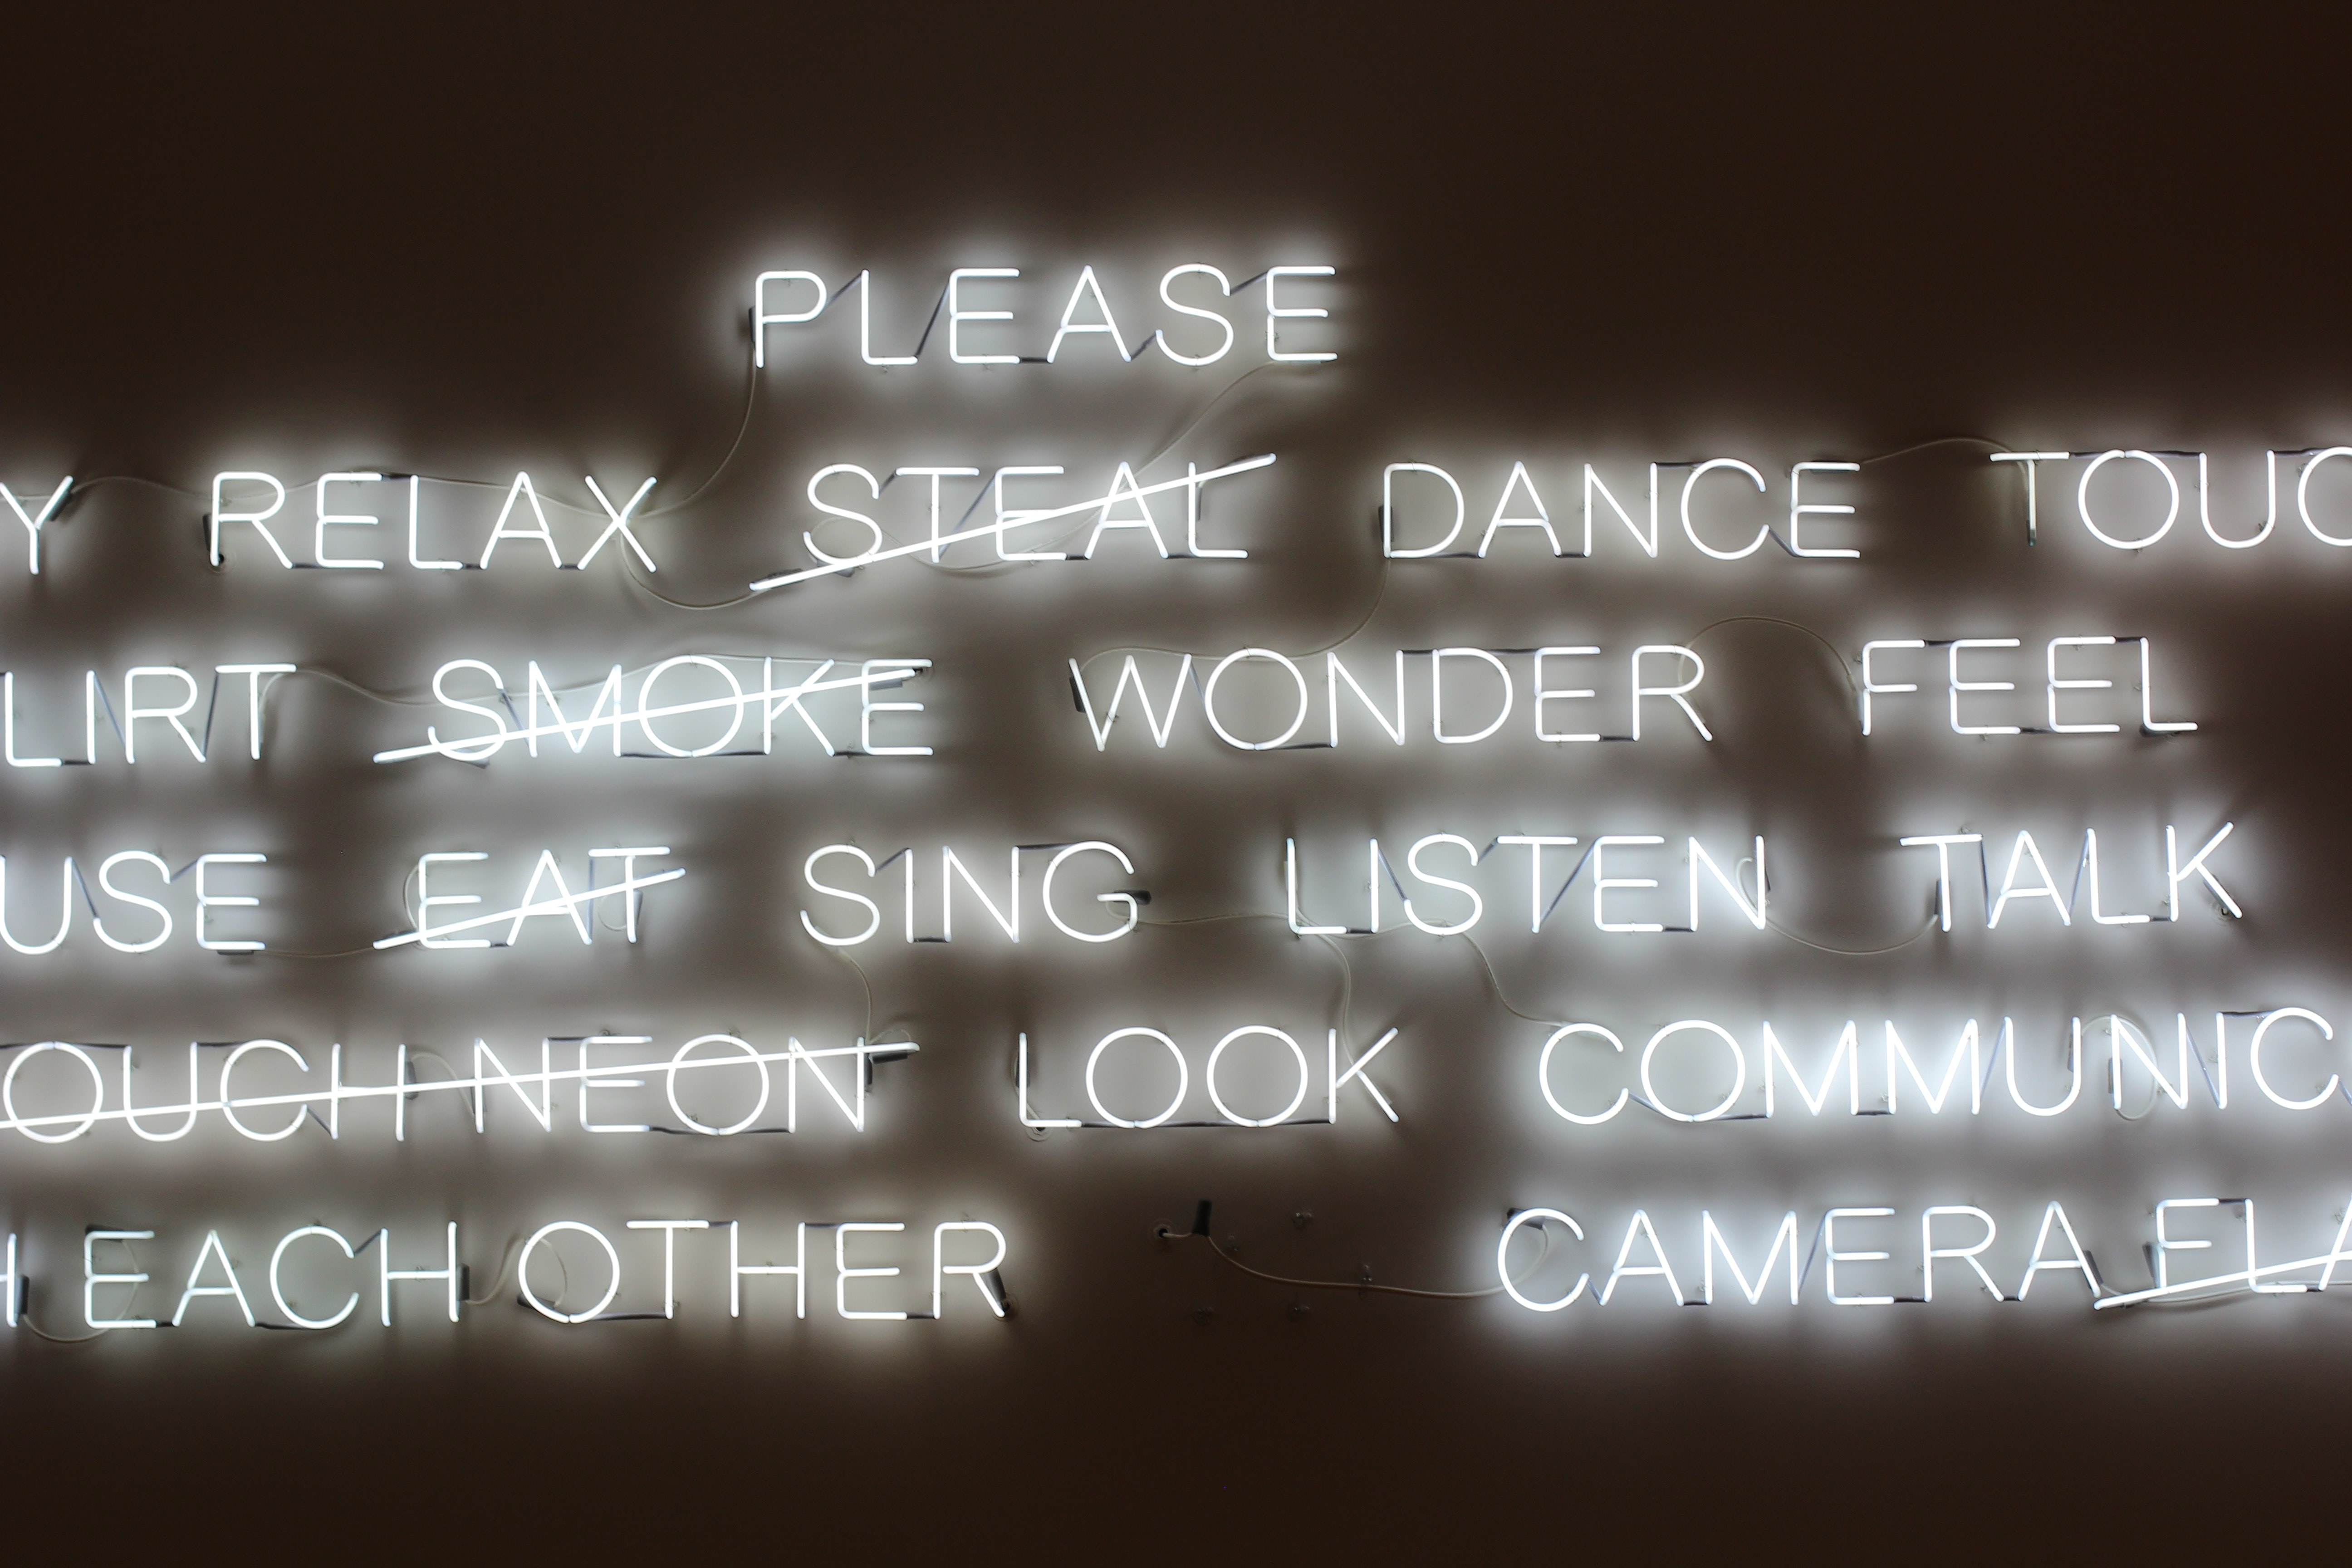 PLEASE
Y RELAX STEAL DANCE TOUC
LIRT SMOKE WONDER FEEL
USE EAT SING LISTEN TALK
OUCH NEON LOOK COMMUNIC
H EACH OTHER CAMERA FLA